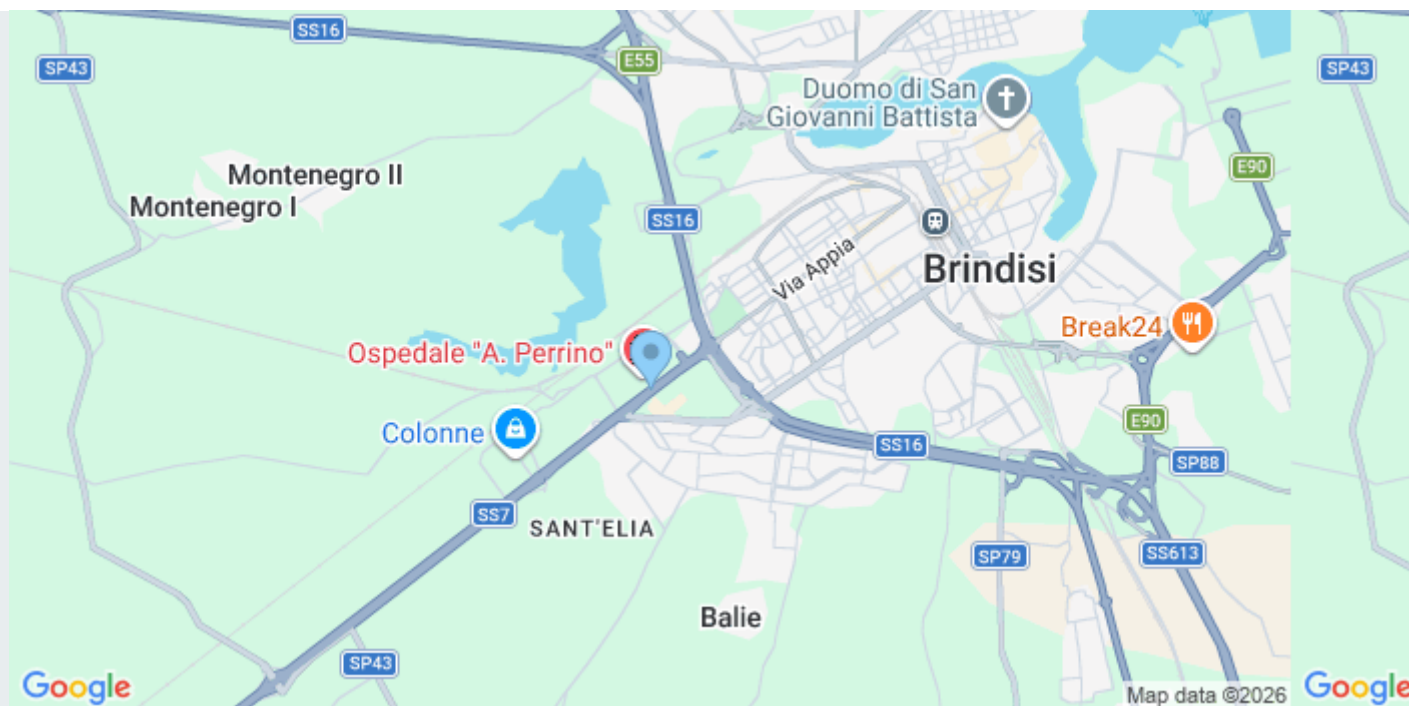 SS16
SP43
E55
SP43
Duomo di San
Giovanni Battista
E90
Montenegro II
Montenegro I
SS16
Via Appia
Brindisi
Break24
Ospedale "A. Perrino"
Colonne
E90
SS16
SP88
SS7
SANT'ELIA
SP79
SS613
Balie
SP43
Google
Map data ©2026
Google